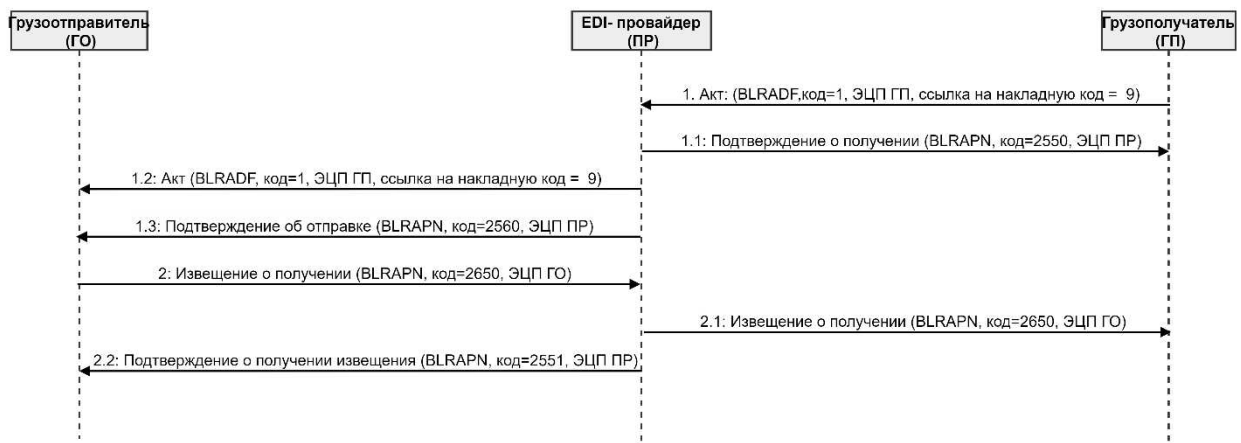 Грузоотправитель
(ГО)
EDI- провайдер
(ПР)
Грузополучатель
(ГП)
1. Акт: (BLRADF,код=1, ЭЦП ГП, ссылка на накладную код = 9)
1.1: Подтверждение о получении (BLRAPN, код=2550, ЭЦП ПР)
1.2: Акт (BLRADF, код=1, ЭЦП ГП, ссылка на накладную код = 9)
1.3: Подтверждение об отправке (BLRAPN, код=2560, ЭЦП ПР)
2: Извещение о получении (BLRAPN, код=2650, ЭЦП ГО)
2.1: Извещение о получении (BLRAPN, код=2650, ЭЦП ГО)
2.2: Подтверждение о получении извещения (BLRAPN, код=2551, ЭЦП ПР)